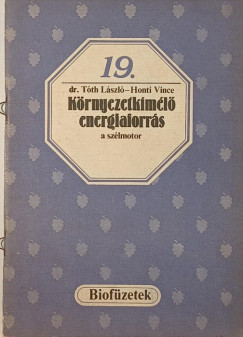 19.
dr. Tóth László–Honti Vince
Környezetkímélő
energiaforrás
a szélmotor
Biofüzetek